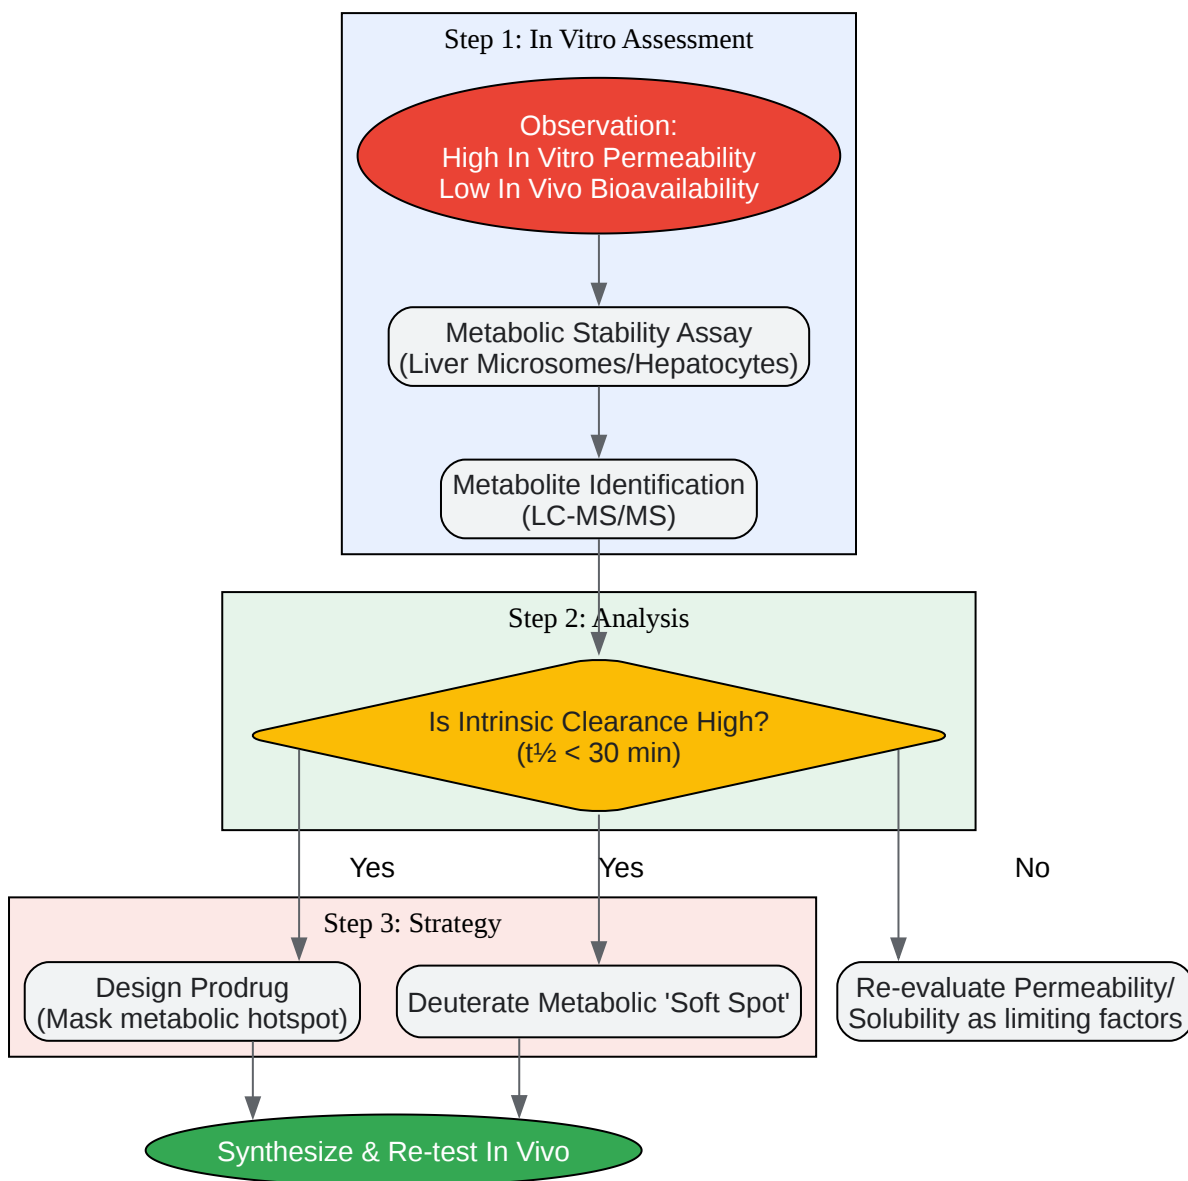 Step 1: In Vitro Assessment
Observation:
High In Vitro Permeability
Low In Vivo Bioavailability
Metabolic Stability Assay
(Liver Microsomes/Hepatocytes)
Metabolite Identification
(LC-MS/MS)
Step 2: Analysis
Is Intrinsic Clearance High?
(t½ < 30 min)
Yes
Yes
No
Step 3: Strategy
Design Prodrug
(Mask metabolic hotspot)
Deuterate Metabolic 'Soft Spot'
Re-evaluate Permeability/
Solubility as limiting factors
Synthesize & Re-test In Vivo